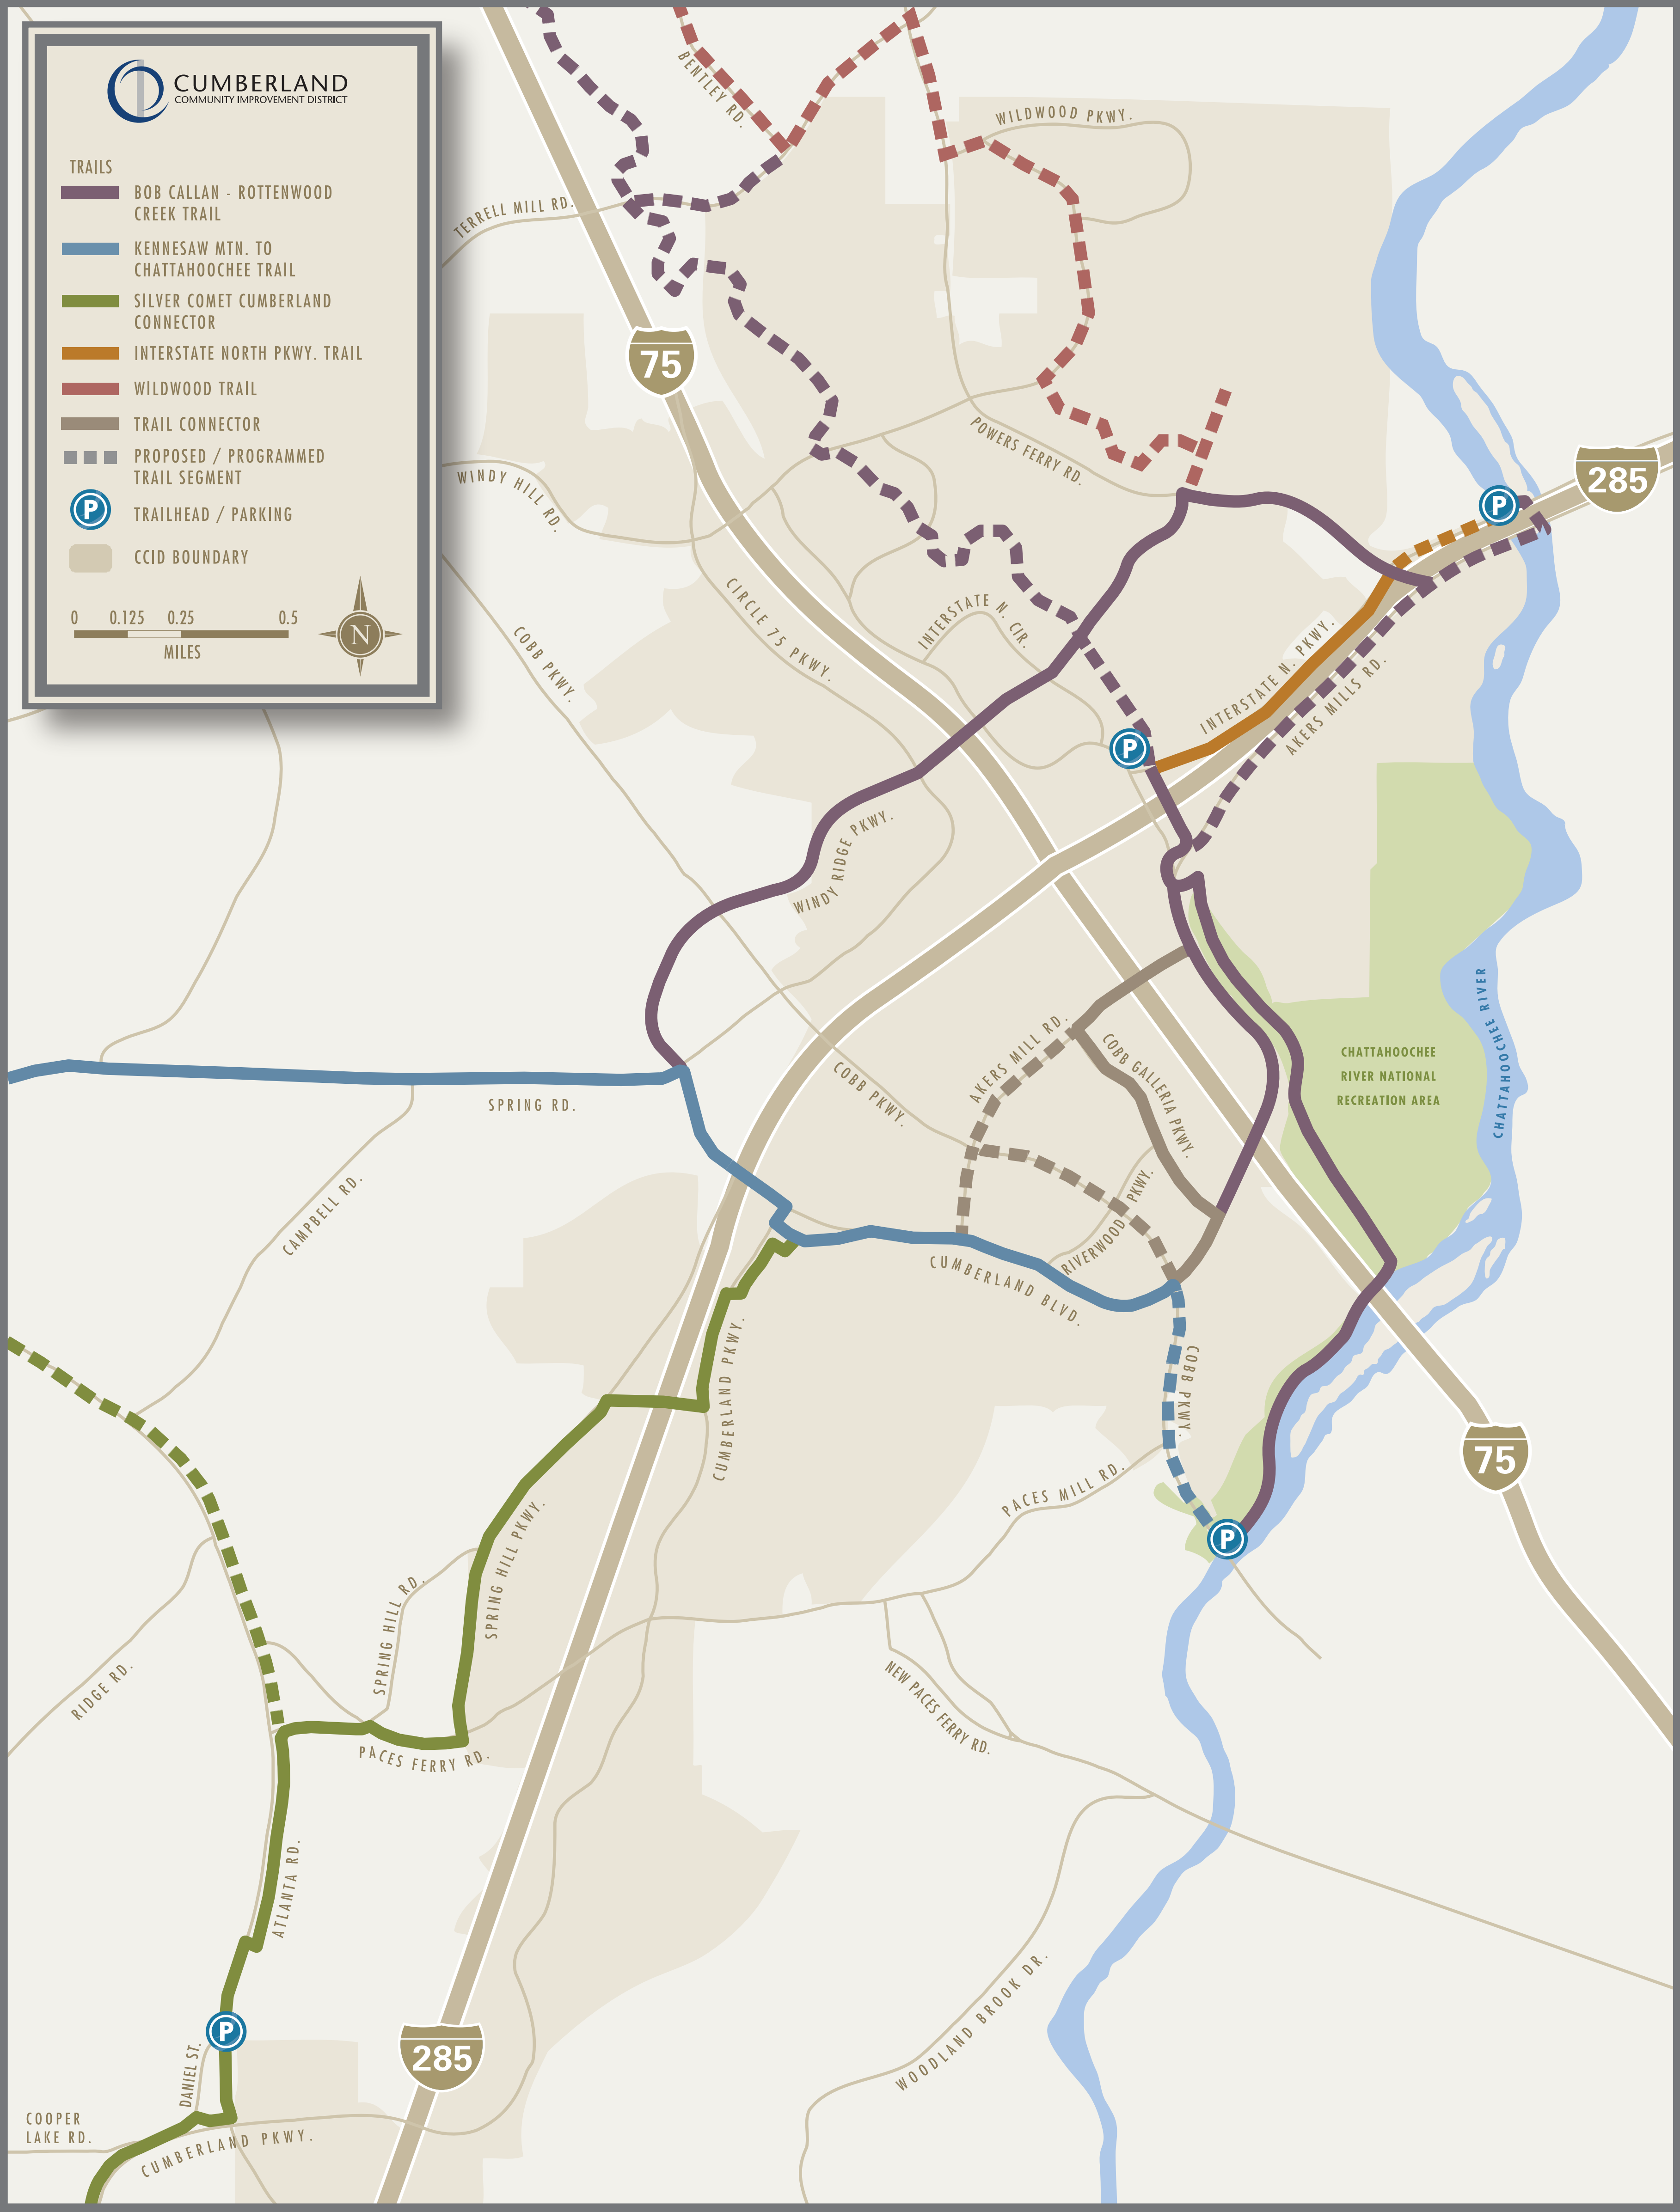 CUMBERLAND
COMMUNITY IMPROVEMENT DISTRICT
TRAILS
BOB CALLAN - ROTTENWOOD
CREEK TRAIL
KENNESAW MTN. TO
CHATTAHOOCHEE TRAIL
SILVER COMET CUMBERLAND
CONNECTOR
INTERSTATE NORTH PKWY. TRAIL
WILDWOOD TRAIL
TRAIL CONNECTOR
PROPOSED / PROGRAMMED
TRAIL SEGMENT
P
TRAILHEAD / PARKING
CCID BOUNDARY
0 0.125 0.25 0.5
MILES
N
BENTLEY RD.
WILDWOOD PKWY.
TERRELL MILL RD.
75
POWERS FERRY RD.
WINDY HILL RD.
285
P
CIRCLE 75 PKWY.
INTERSTATE N. CIR.
COBB PKWY.
INTERSTATE N. PKWY.
AKERS MILLS RD.
P
WINDY RIDGE PKWY.
CHATTAHOOCHEE RIVER
AKERS MILL RD.
COBB GALLERIA PKWY.
CHATTAHOOCHEE
RIVER NATIONAL
RECREATION AREA
COBB PKWY.
SPRING RD.
CAMPBELL RD.
RIVERWOOD PKWY.
CUMBERLAND BLVD.
CUMBERLAND PKWY.
COBB PKWY.
75
PACES MILL RD.
P
SPRING HILL PKWY.
SPRING HILL RD.
RIDGE RD.
NEW PACES FERRY RD.
PACES FERRY RD.
ATLANTA RD.
WOODLAND BROOK DR.
P
285
DANIEL ST.
COOPER
LAKE RD.
CUMBERLAND PKWY.